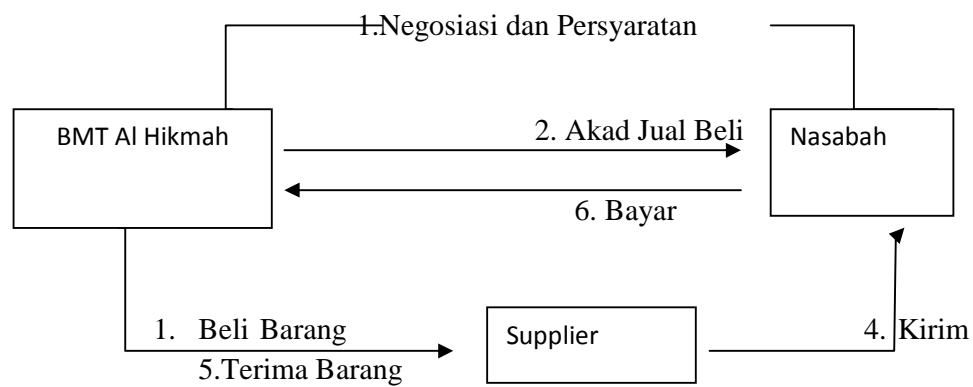 1.Negosiasi dan Persyaratan
BMT Al Hikmah
2. Akad Jual Beli
Nasabah
6. Bayar
1. Beli Barang
Supplier
4. Kirim
5.Terima Barang